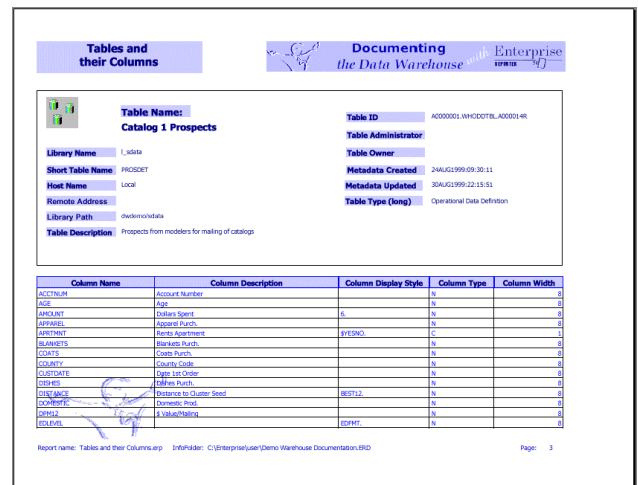 Tables and
their Columns
Documenting
the Data Warehouse with Enterprise
REPORTER
Table Name:
Catalog 1 Prospects
Table ID A0000001.WHODDTBL.A000014R
Table Administrator
Library Name l_sdata
Table Owner
Short Table Name PROSDET
Metadata Created 24AUG1999:09:30:11
Host Name Local
Metadata Updated 30AUG1999:22:15:51
Remote Address
Table Type (long) Operational Data Definition
Library Path dwdemo/xdata
Table Description Prospects from modelers for mailing of catalogs
Column Name Column Description Column Display Style Column Type Column Width
ACCTNUM Account Number N 8
AGE Age N 8
AMOUNT Dollars Spent 6. N 8
APPAREL Apparel Purch. N 8
APRTMNT Rents Apartment $YESNO. C 1
BLANKETS Blankets Purch. N 8
COATS Coats Purch. N 8
COUNTY County Code N 8
CUSTDATE Date 1st Order N 8
DISHES Dishes Purch. N 8
DISTANCE Distance to Cluster Seed BEST12. N 8
DOMESTIC Domestic Prod. N 8
DPM12 $ Value/Mailing N 8
EDLEVEL EDFMT. N 8
Report name: Tables and their Columns.erp InfoFolder: C:\Enterprise\user\Demo Warehouse Documentation.ERD Page: 3